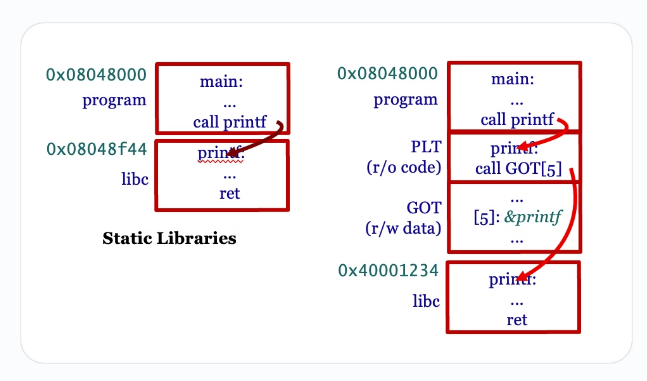 0x08048000
program
main:
...
call printf
0x08048f44
libc
printf:
...
ret
Static Libraries
0x08048000
program
main:
...
call printf
PLT
(r/o code)
printf:
call GOT[5]
GOT
(r/w data)
...
[5]: &printf
...
0x40001234
libc
printf:
...
ret